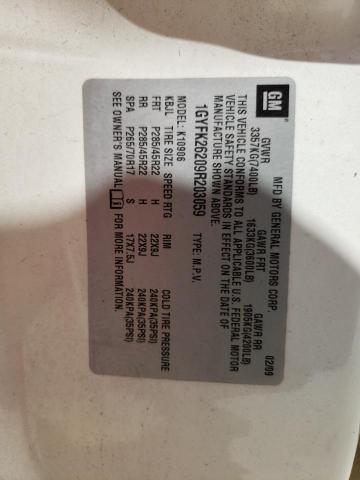 GM
MFD BY GENERAL MOTORS CORP.
02/09
GVWR GAWR FRT GAWR RR
3357KG(7400LB) 1633KG(3600LB) 1905KG(4200LB)
THIS VEHICLE CONFORMS TO ALL APPLICABLE U.S. FEDERAL MOTOR
VEHICLE SAFETY STANDARDS IN EFFECT ON THE DATE OF
MANUFACTURE SHOWN ABOVE.
1GYFK26209R203059 TYPE: M.P.V.
MODEL: K10906
KBJL TIRE SIZE SPEED RTG RIM COLD TIRE PRESSURE
FRT P285/45R22 H 22X9J 240KPA(35PSI)
RR P285/45R22 H 22X9J 240KPA(35PSI)
SPA P265/70R17 S 17X7.5J 240KPA(35PSI)
SEE OWNER'S MANUAL FOR MORE INFORMATION.